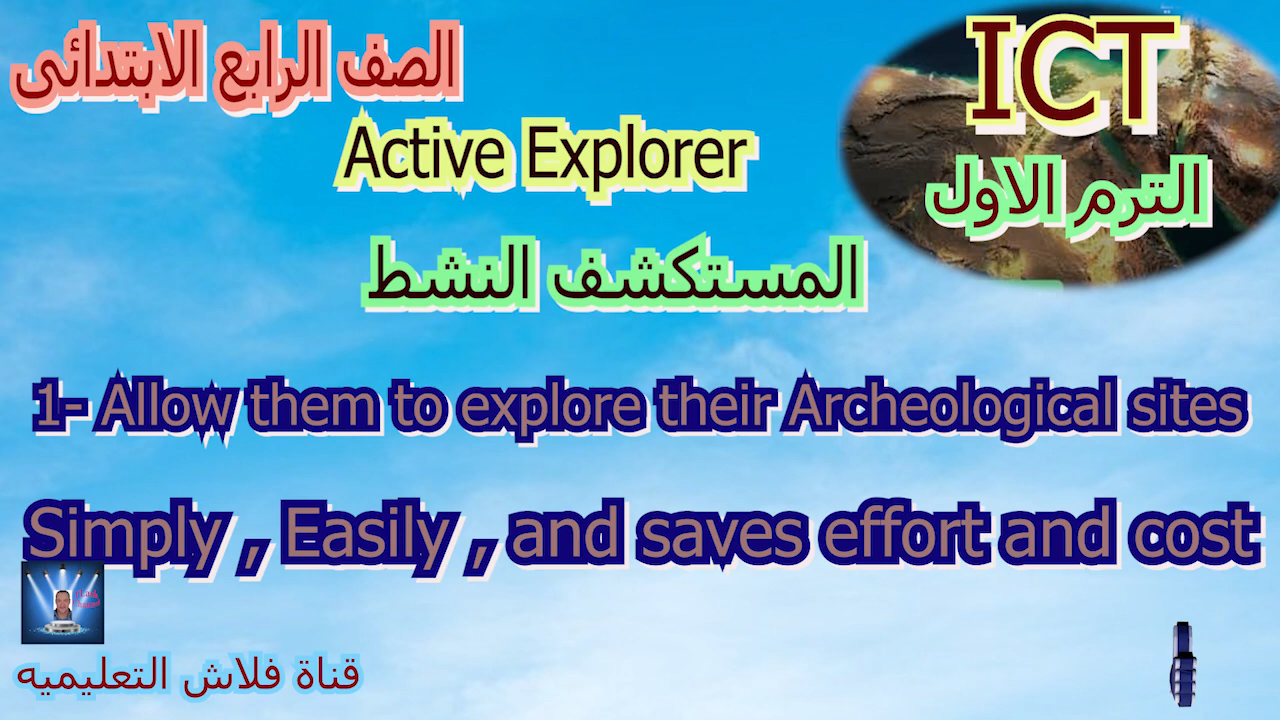 الصف الرابع الابتدائى
ICT
الترم الاول
Active Explorer
المستكشف النشط
1- Allow them to explore their Archeological sites
Simply , Easily , and saves effort and cost
قناة فلاش التعليميه